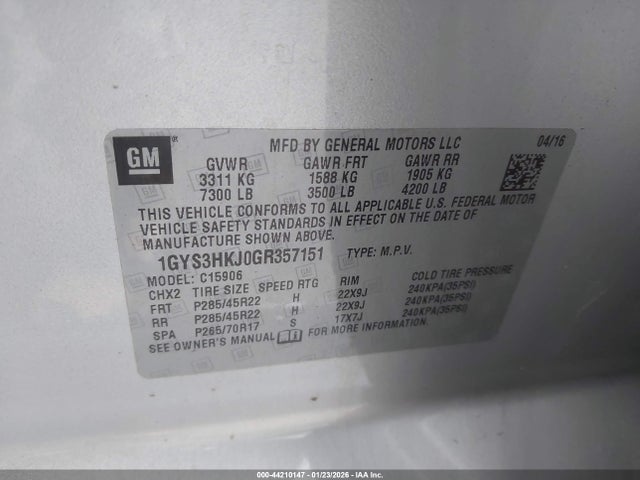 GM
MFD BY GENERAL MOTORS LLC 04/16
GVWR GAWR FRT GAWR RR
3311 KG 1588 KG 1905 KG
7300 LB 3500 LB 4200 LB
THIS VEHICLE CONFORMS TO ALL APPLICABLE U.S. FEDERAL MOTOR
VEHICLE SAFETY STANDARDS IN EFFECT ON THE DATE OF
MANUFACTURE SHOWN ABOVE.
1GYS3HKJ0GR357151 TYPE: M.P.V.
MODEL: C15906
CHX2 TIRE SIZE SPEED RTG RIM COLD TIRE PRESSURE
FRT P285/45R22 H 22X9J 240KPA(35PSI)
RR P285/45R22 H 22X9J 240KPA(35PSI)
SPA P265/70R17 S 17X7J 240KPA(35PSI)
SEE OWNER'S MANUAL FOR MORE INFORMATION.
000-44210147 - 01/23/2026 - IAAI.CA